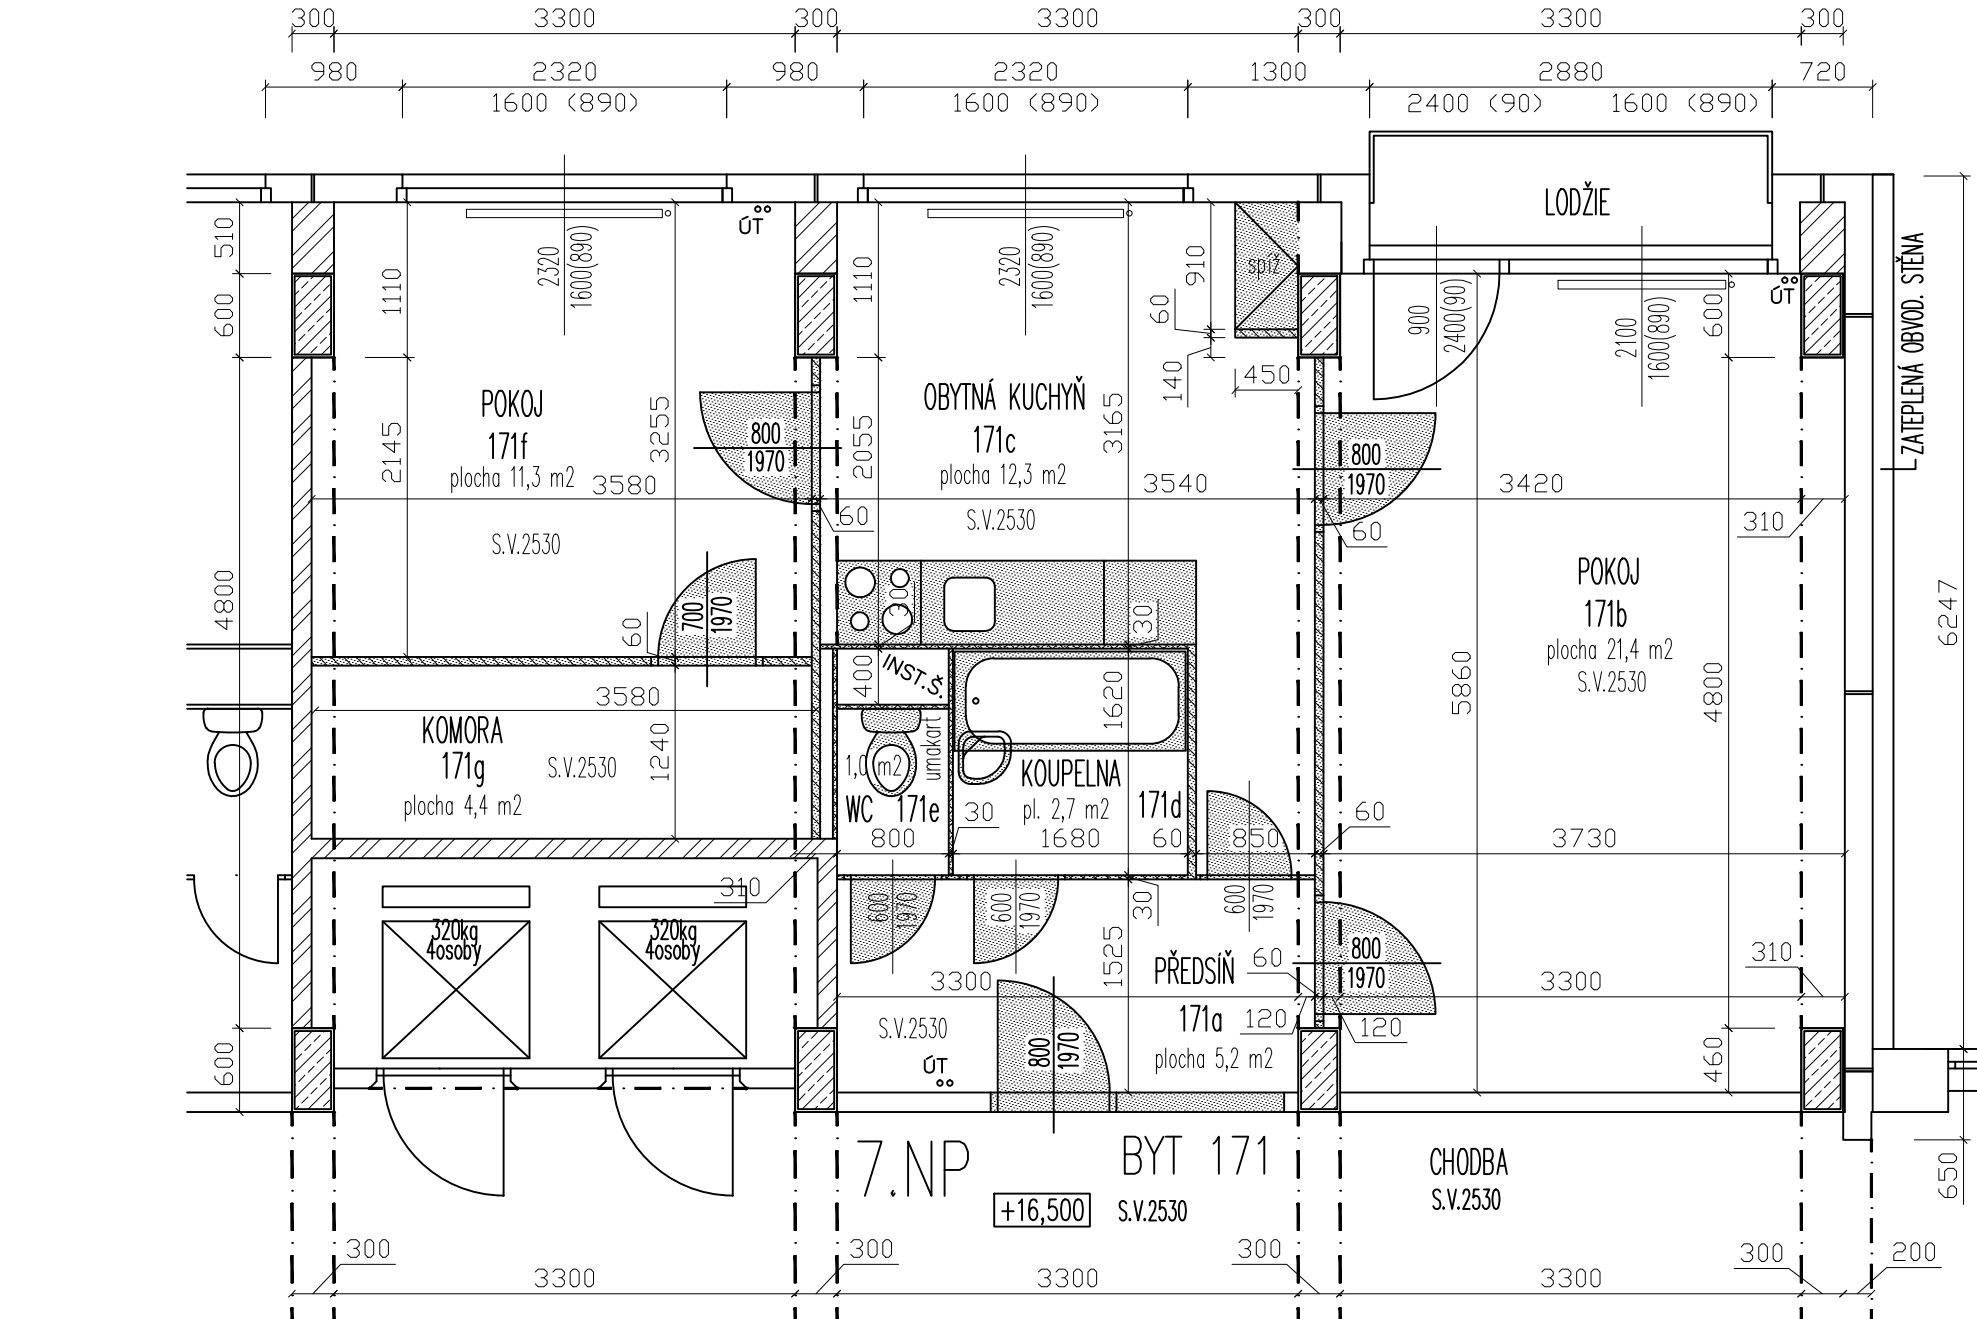 300 3300 300 3300 300 3300 300
980 2320 980 2320 1300 2880 720
1600 (890) 1600 (890) 2400 (90) 1600 (890)
LODŽIE
ÚT
2320
1600(890)
2320
1600(890)
spíž
900
2400(90)
2100
1600(890)
ÚT
ZATEPLENÁ OBVOD. STĚNA
510
600
4800
600
1110
2145
3255
1110
2055
3165
910
60
140
450
600
POKOJ
171f
plocha 11,3 m2
3580
S.V.2530
800
1970
60
OBYTNÁ KUCHYŇ
171c
plocha 12,3 m2
3540
S.V.2530
800
1970
60
3420
310
POKOJ
171b
plocha 21,4 m2
S.V.2530
5860
4800
6247
60
700
1970
300
30
400
INST.Š.
1620
3580
KOMORA
171g
plocha 4,4 m2
S.V.2530
1240
umakart
1,0 m2
WC 171e
800
30
KOUPELNA
pl. 2,7 m2
171d
1680
60
850
60
3730
310
320kg
4osoby
320kg
4osoby
600
1970
600
1970
30
600
1970
1525
3300
PŘEDSÍŇ
171a
plocha 5,2 m2
S.V.2530
ÚT
800
1970
60
120
120
800
1970
3300
310
460
650
7.NP
BYT 171
+16,500
S.V.2530
CHODBA
S.V.2530
300 300 300 300 200
3300 3300 3300